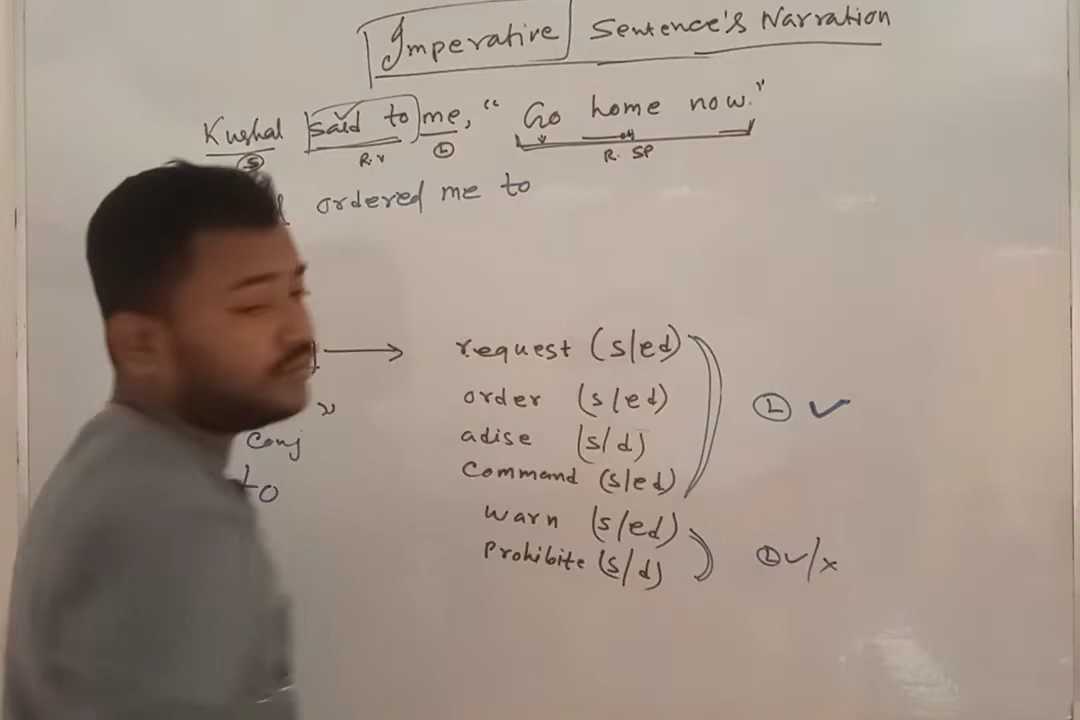 Imperative Sentence's Narration
Kushal said to me, "Go home now."
S R.V L R. SP
ordered me to
request (s/ed)
order (s/ed)
adise (s/d)
Command (s/ed)
L ✓
Conj
to
warn (s/ed)
Prohibite (s/d)
L ✓/x